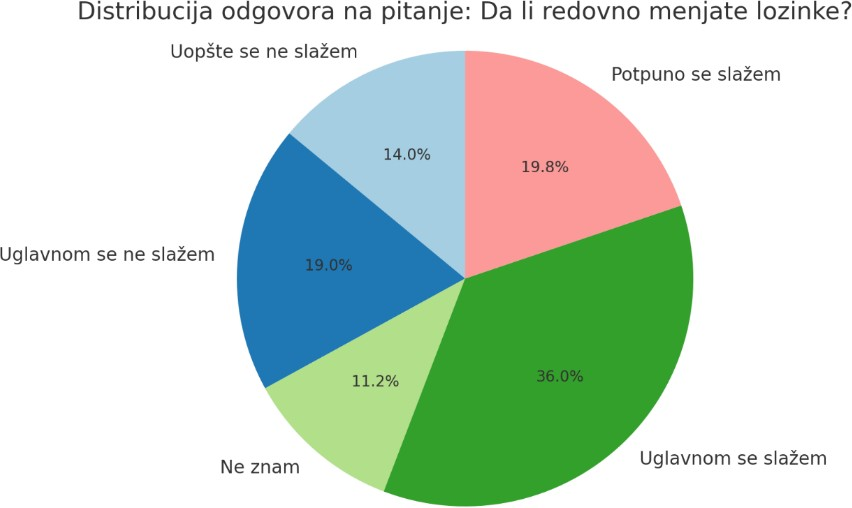 Distribucija odgovora na pitanje: Da li redovno menjate lozinke?
Uopšte se ne slažem
Potpuno se slažem
14.0%
19.8%
Uglavnom se ne slažem
19.0%
11.2%
36.0%
Ne znam
Uglavnom se slažem